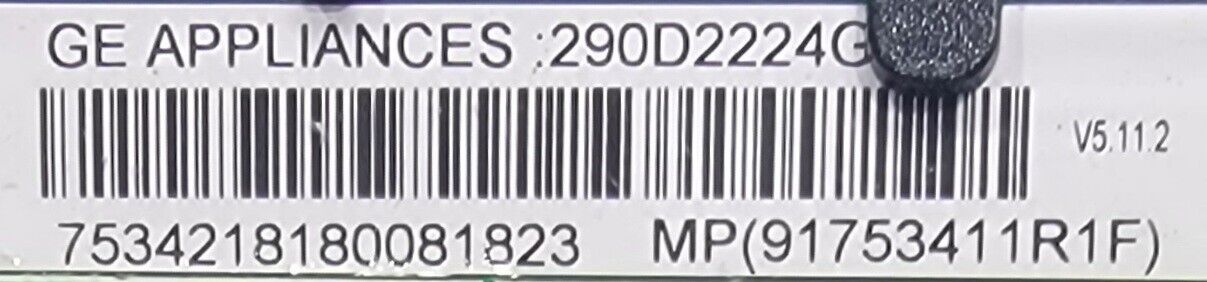 GE APPLIANCES :290D2224G
V5.11.2
7534218180081823 MP(91753411R1F)